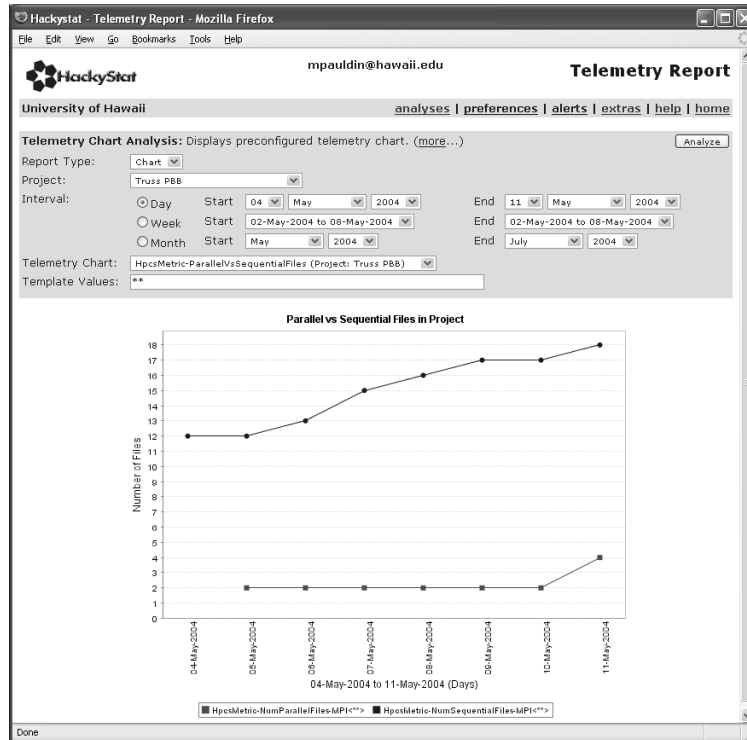 Hackystat - Telemetry Report - Mozilla Firefox
File Edit View Go Bookmarks Tools Help
HackyStat
mpauldin@hawaii.edu
Telemetry Report
University of Hawaii
analyses | preferences | alerts | extras | help | home
Telemetry Chart Analysis: Displays preconfigured telemetry chart. (more...)
Analyze
Report Type: Chart
Project: Truss PBB
Interval: Day Start 04 May 2004 End 11 May 2004
Week Start 02-May-2004 to 08-May-2004 End 02-May-2004 to 08-May-2004
Month Start May 2004 End July 2004
Telemetry Chart: HpcsMetric-ParallelVsSequentialFiles (Project: Truss PBB)
Template Values: **
Parallel vs Sequential Files in Project
18
17
16
15
14
13
12
11
10
9
8
7
6
5
4
3
2
1
0
Number of Files
04-May-2004
05-May-2004
06-May-2004
07-May-2004
08-May-2004
09-May-2004
10-May-2004
11-May-2004
04-May-2004 to 11-May-2004 (Days)
HpcsMetric-NumParallelFiles-MPI<**> HpcsMetric-NumSequentialFiles-MPI<**>
Done